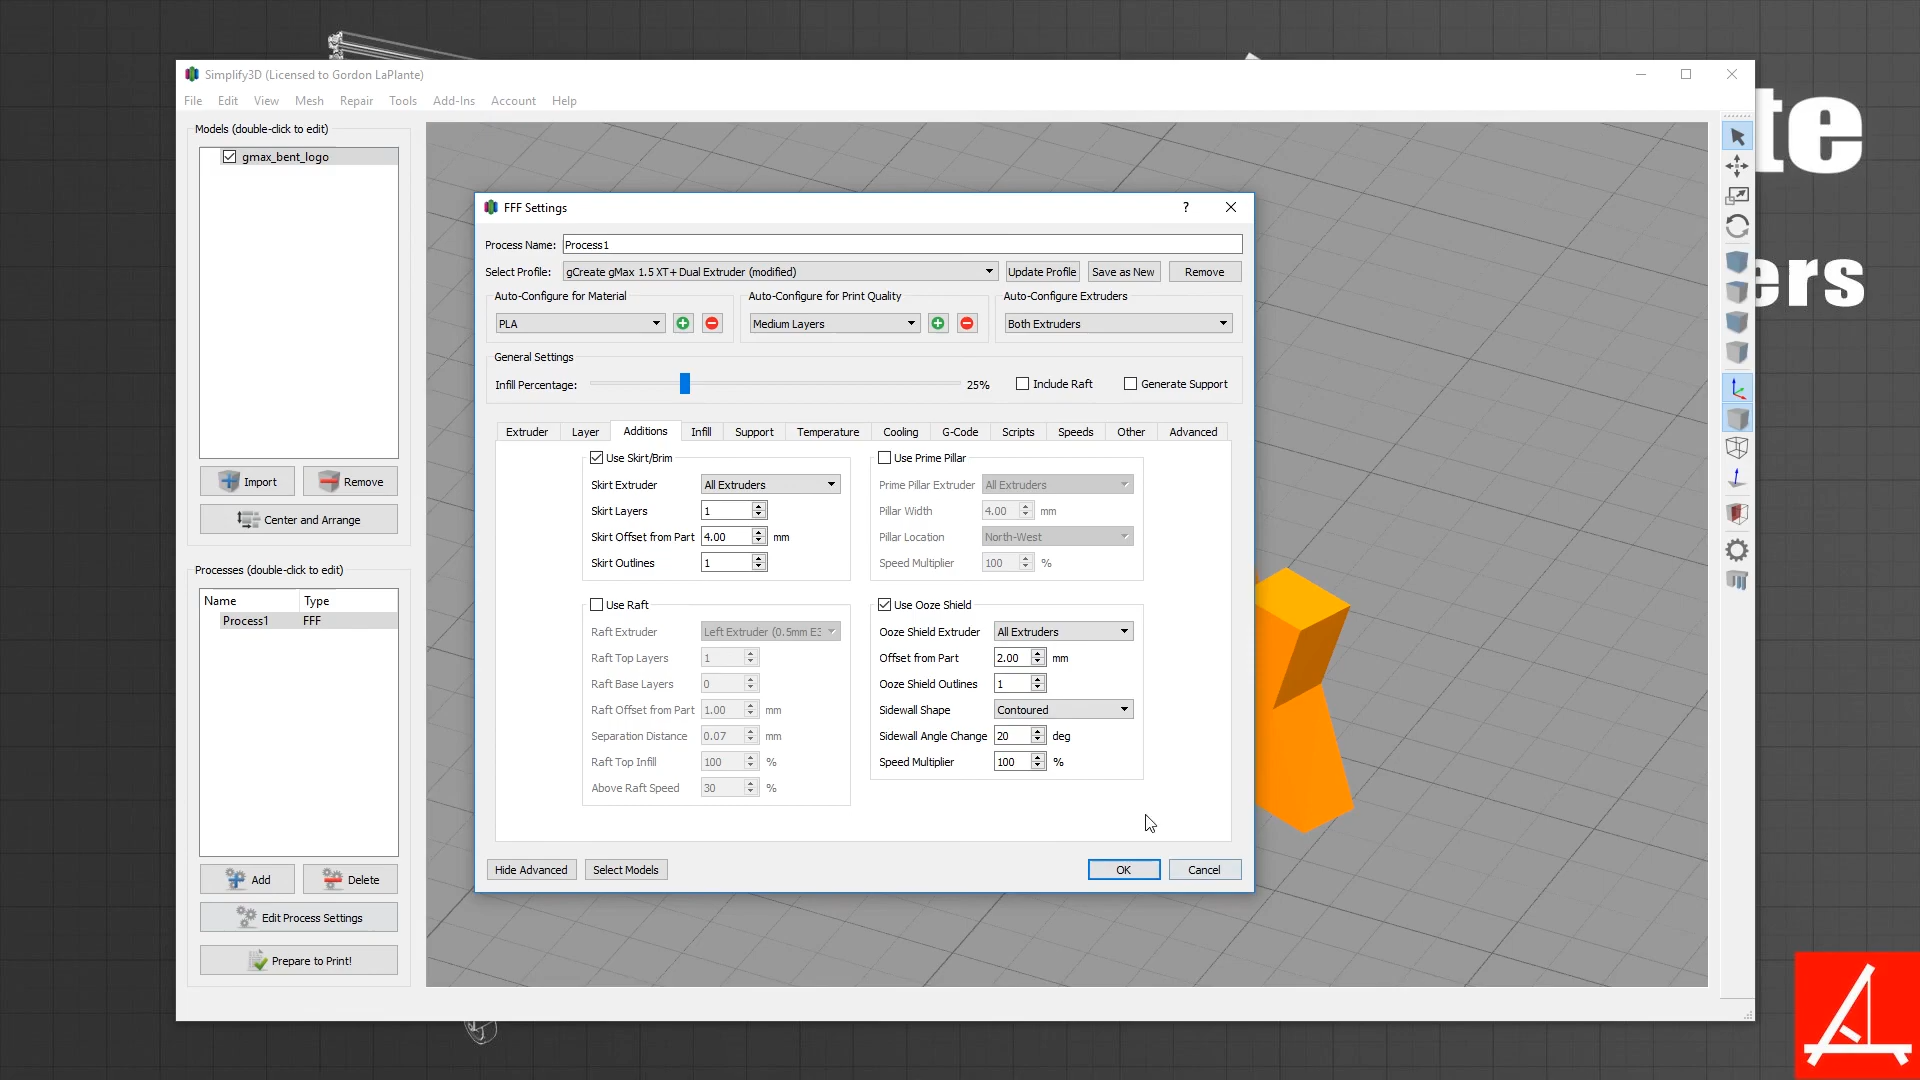 Simplify3D (Licensed to Gordon LaPlante)
File Edit View Mesh Repair Tools Add-Ins Account Help
te
ers
Models (double-click to edit)
gmax_bent_logo
Import Remove
Center and Arrange
Processes (double-click to edit)
Name Type
Process1 FFF
Add Delete
Edit Process Settings
Prepare to Print!
FFF Settings ?
Process Name: Process1
Select Profile: gCreate gMax 1.5 XT+ Dual Extruder (modified) Update Profile Save as New Remove
Auto-Configure for Material Auto-Configure for Print Quality Auto-Configure Extruders
PLA Medium Layers Both Extruders
General Settings
Infill Percentage: 25% Include Raft Generate Support
Extruder Layer Additions Infill Support Temperature Cooling G-Code Scripts Speeds Other Advanced
Use Skirt/Brim
Skirt Extruder All Extruders
Skirt Layers 1
Skirt Offset from Part 4.00 mm
Skirt Outlines 1
Use Prime Pillar
Prime Pillar Extruder All Extruders
Pillar Width 4.00 mm
Pillar Location North-West
Speed Multiplier 100 %
Use Raft
Raft Extruder Left Extruder (0.5mm E3
Raft Top Layers 1
Raft Base Layers 0
Raft Offset from Part 1.00 mm
Separation Distance 0.07 mm
Raft Top Infill 100 %
Above Raft Speed 30 %
Use Ooze Shield
Ooze Shield Extruder All Extruders
Offset from Part 2.00 mm
Ooze Shield Outlines 1
Sidewall Shape Contoured
Sidewall Angle Change 20 deg
Speed Multiplier 100 %
Hide Advanced Select Models OK Cancel